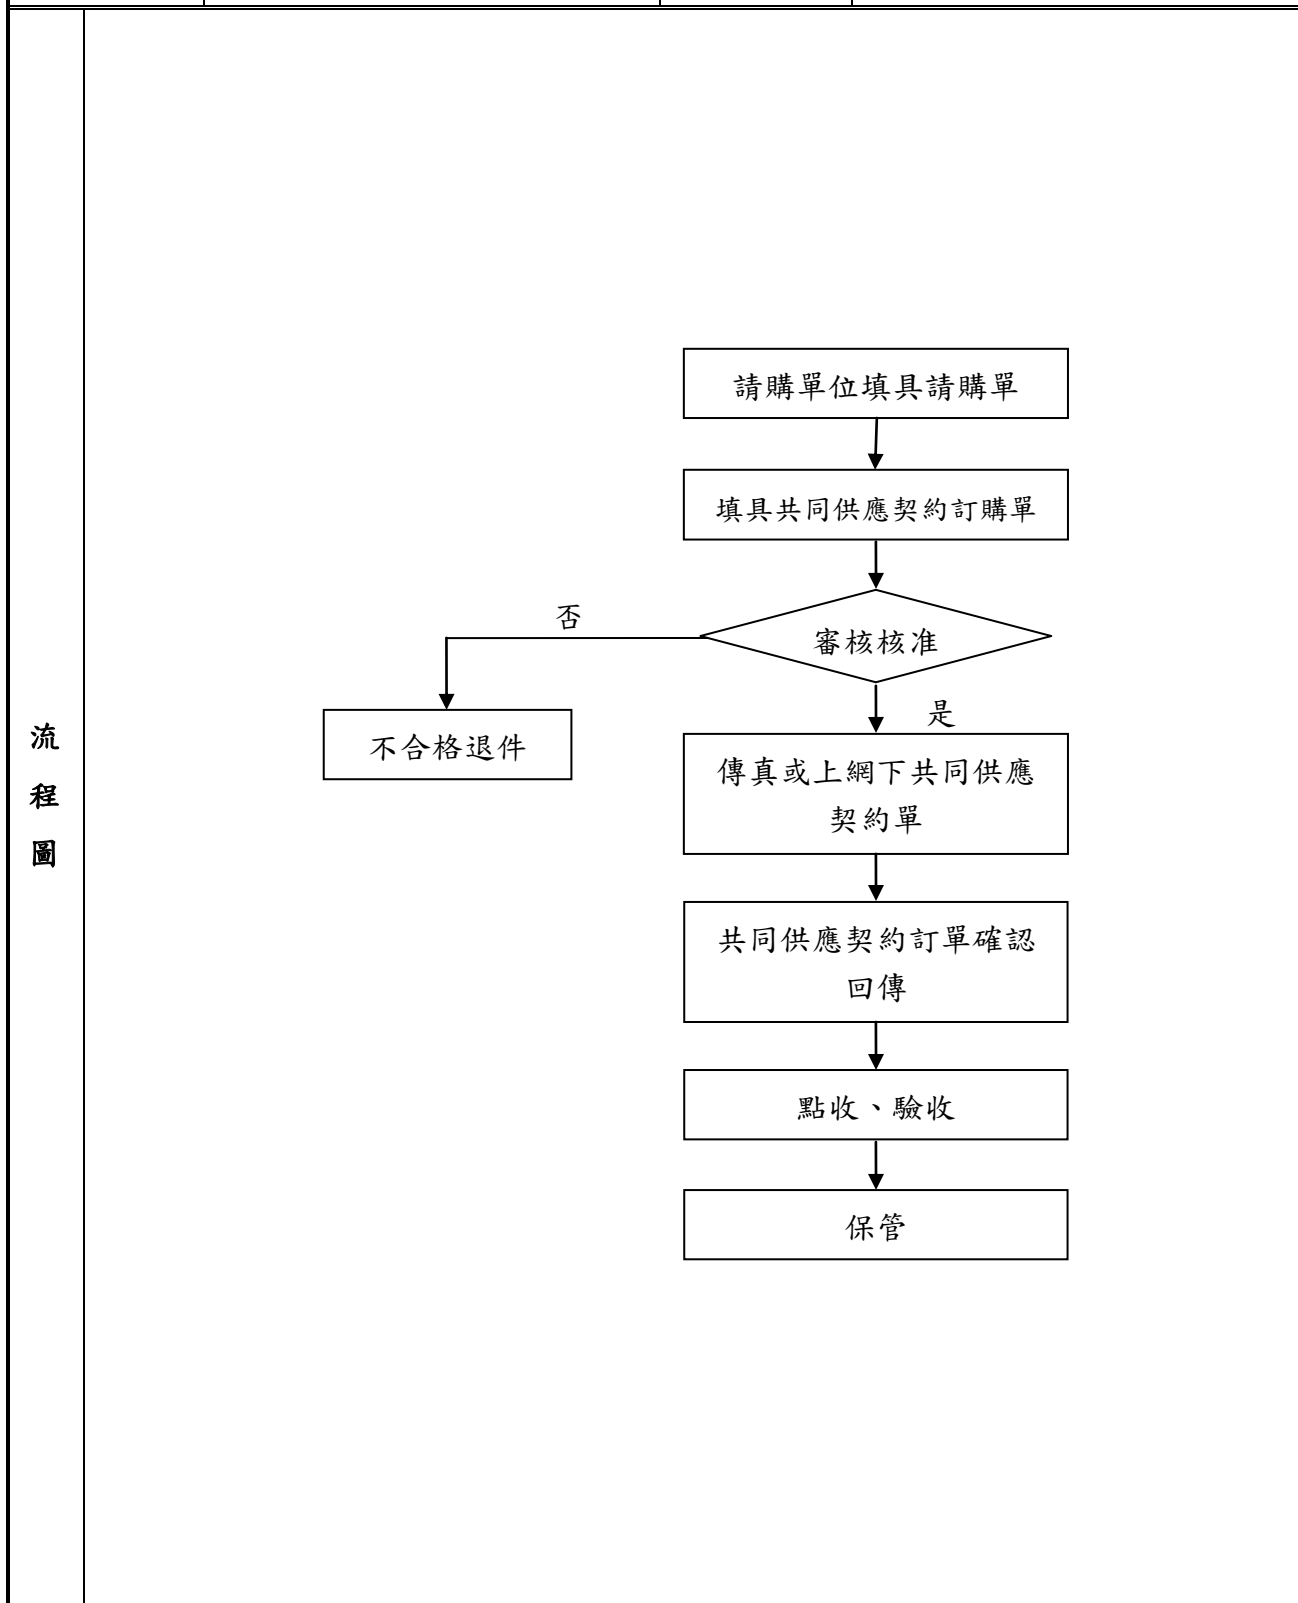 流
程
圖
請購單位填具請購單
填具共同供應契約訂購單
審核核准
否
是
不合格退件
傳真或上網下共同供應
契約單
共同供應契約訂單確認
回傳
點收、驗收
保管